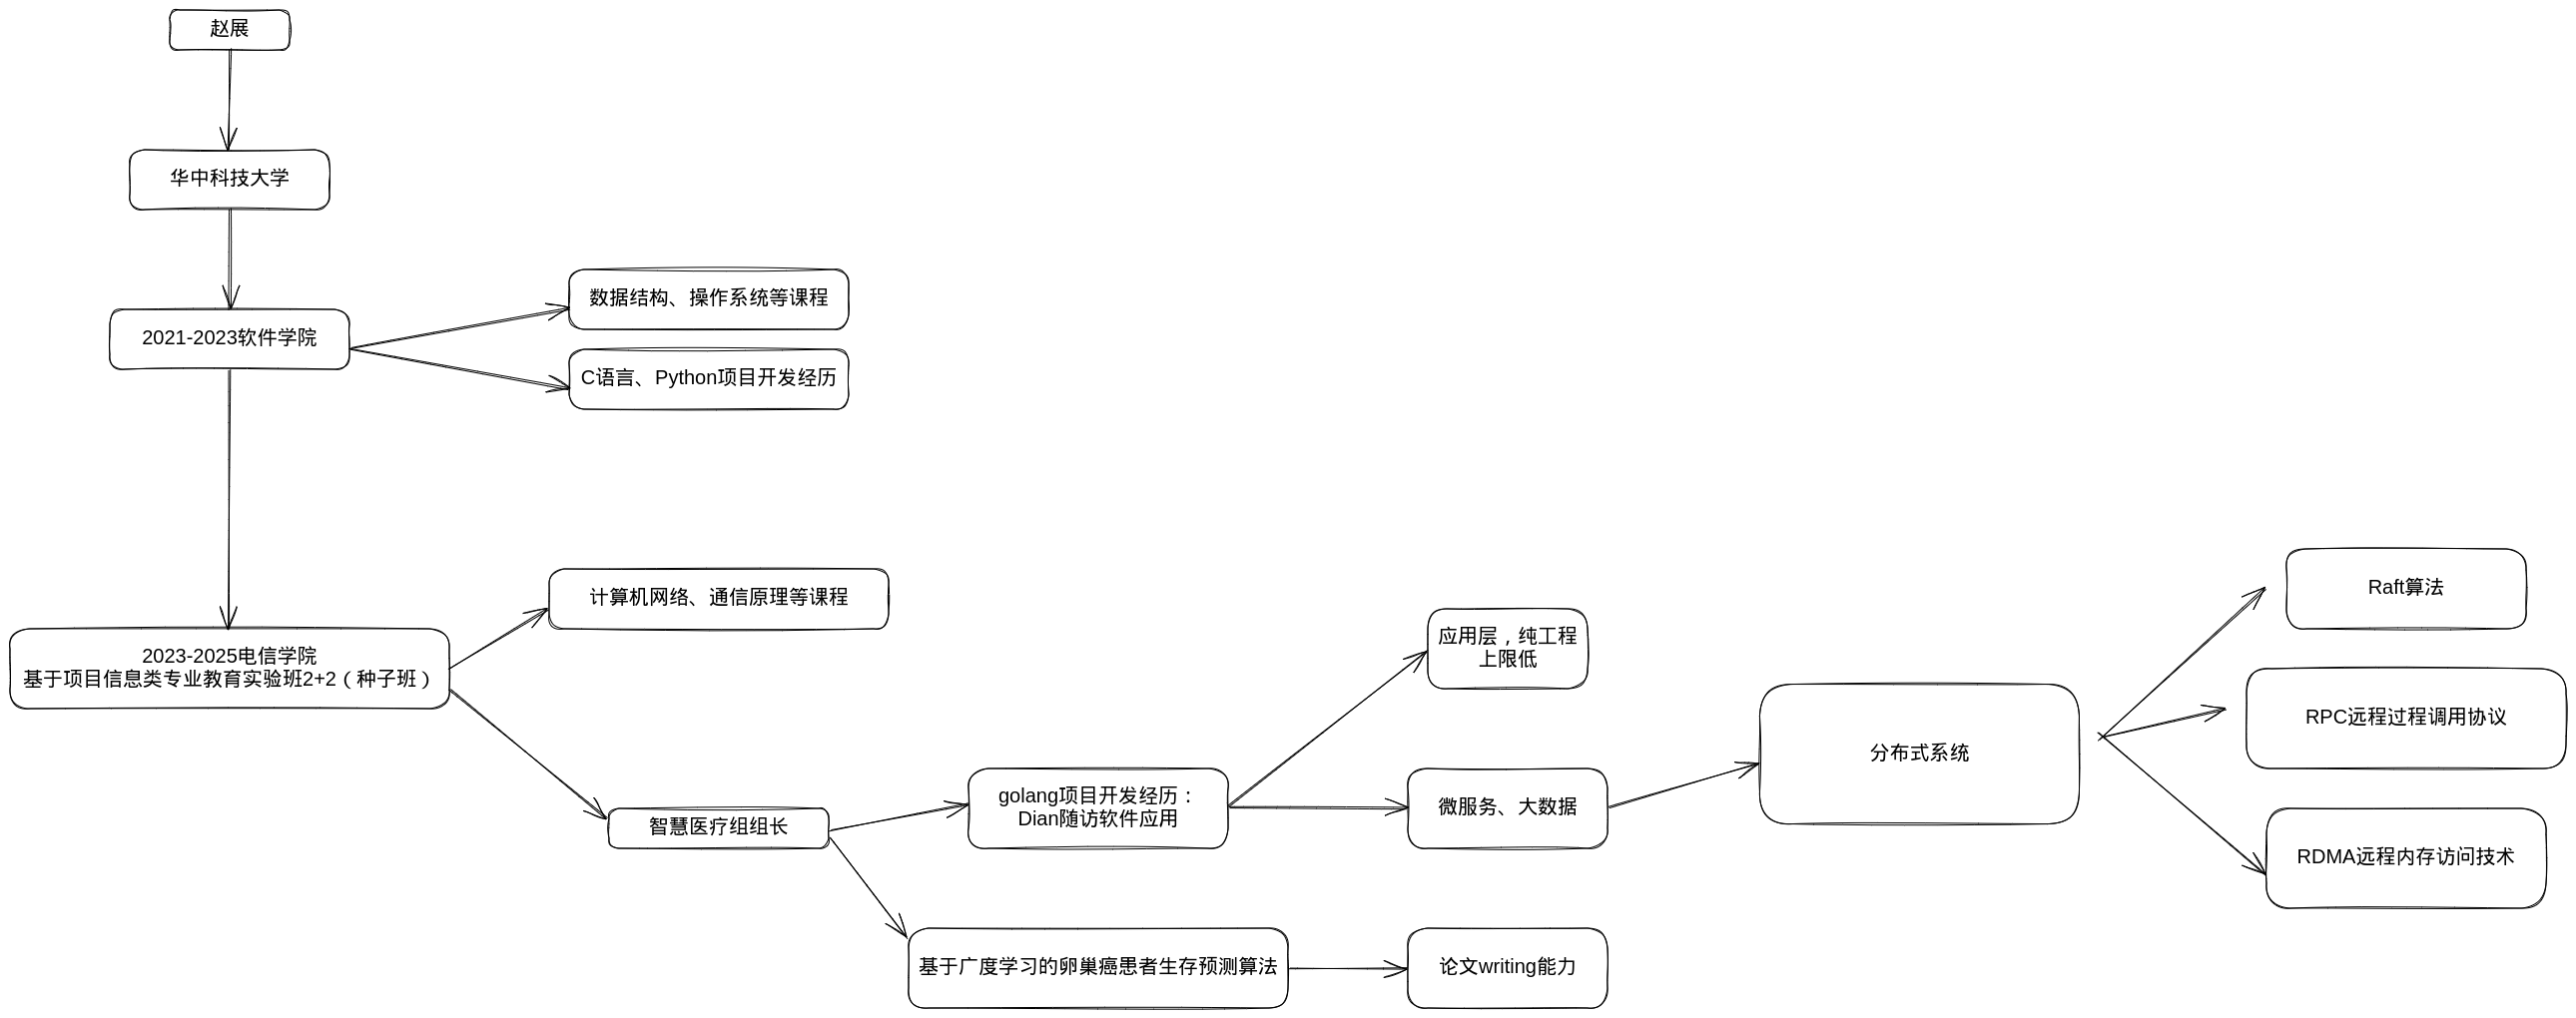 赵展
华中科技大学
2021-2023软件学院
数据结构、操作系统等课程
C语言、Python项目开发经历
2023-2025电信学院
基于项目信息类专业教育实验班2+2（种子班）
计算机网络、通信原理等课程
智慧医疗组组长
golang项目开发经历：
Dian随访软件应用
基于广度学习的卵巢癌患者生存预测算法
应用层，纯工程
上限低
微服务、大数据
论文writing能力
分布式系统
Raft算法
RPC远程过程调用协议
RDMA远程内存访问技术